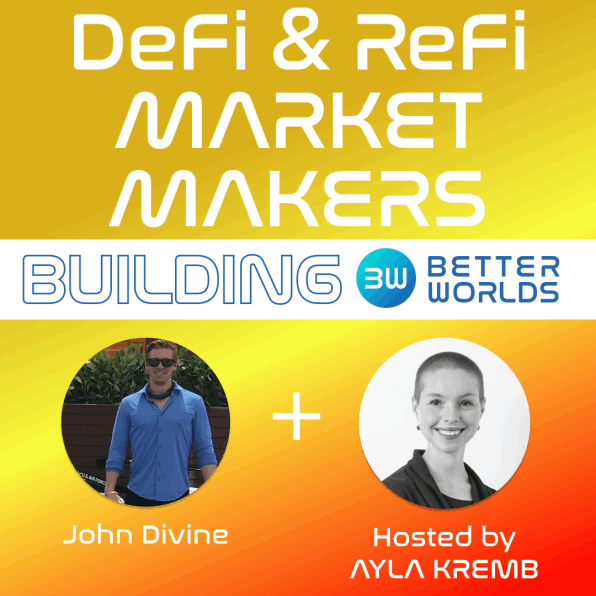 DeFi & ReFi
MARKET
MAKERS
BUILDING
BW
BETTER
WORLDS
John Divine
Hosted by
AYLA KREMB